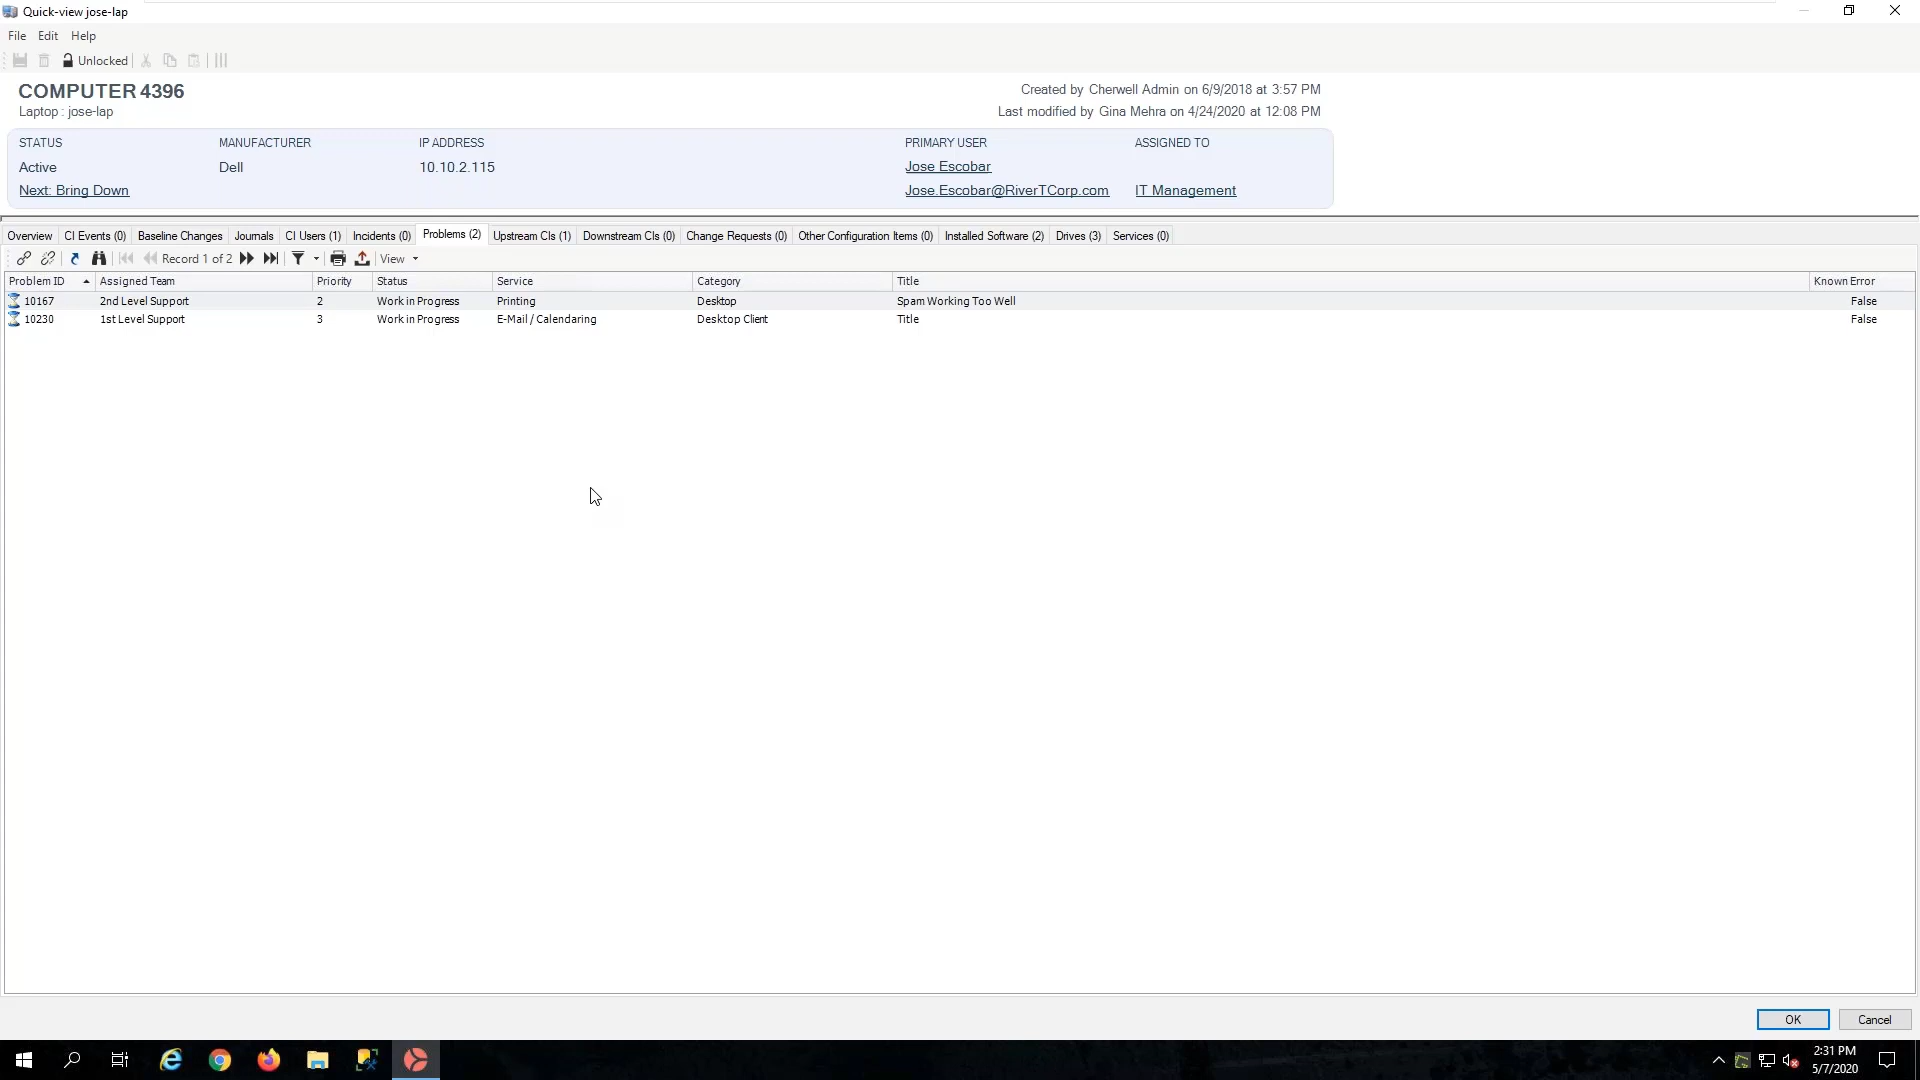 Quick-view jose-lap
File Edit Help
Unlocked
COMPUTER 4396
Laptop : jose-lap
Created by Cherwell Admin on 6/9/2018 at 3:57 PM
Last modified by Gina Mehra on 4/24/2020 at 12:08 PM
STATUS MANUFACTURER IP ADDRESS PRIMARY USER ASSIGNED TO
Active Dell 10.10.2.115 Jose Escobar
Next: Bring Down Jose.Escobar@RiverTCorp.com IT Management
Overview CI Events (0) Baseline Changes Journals CI Users (1) Incidents (0) Problems (2) Upstream CIs (1) Downstream CIs (0) Change Requests (0) Other Configuration Items (0) Installed Software (2) Drives (3) Services (0)
Record 1 of 2 View
Problem ID Assigned Team Priority Status Service Category Title Known Error
10167 2nd Level Support 2 Work in Progress Printing Desktop Spam Working Too Well False
10230 1st Level Support 3 Work in Progress E-Mail / Calendaring Desktop Client Title False
OK Cancel
2:31 PM
5/7/2020